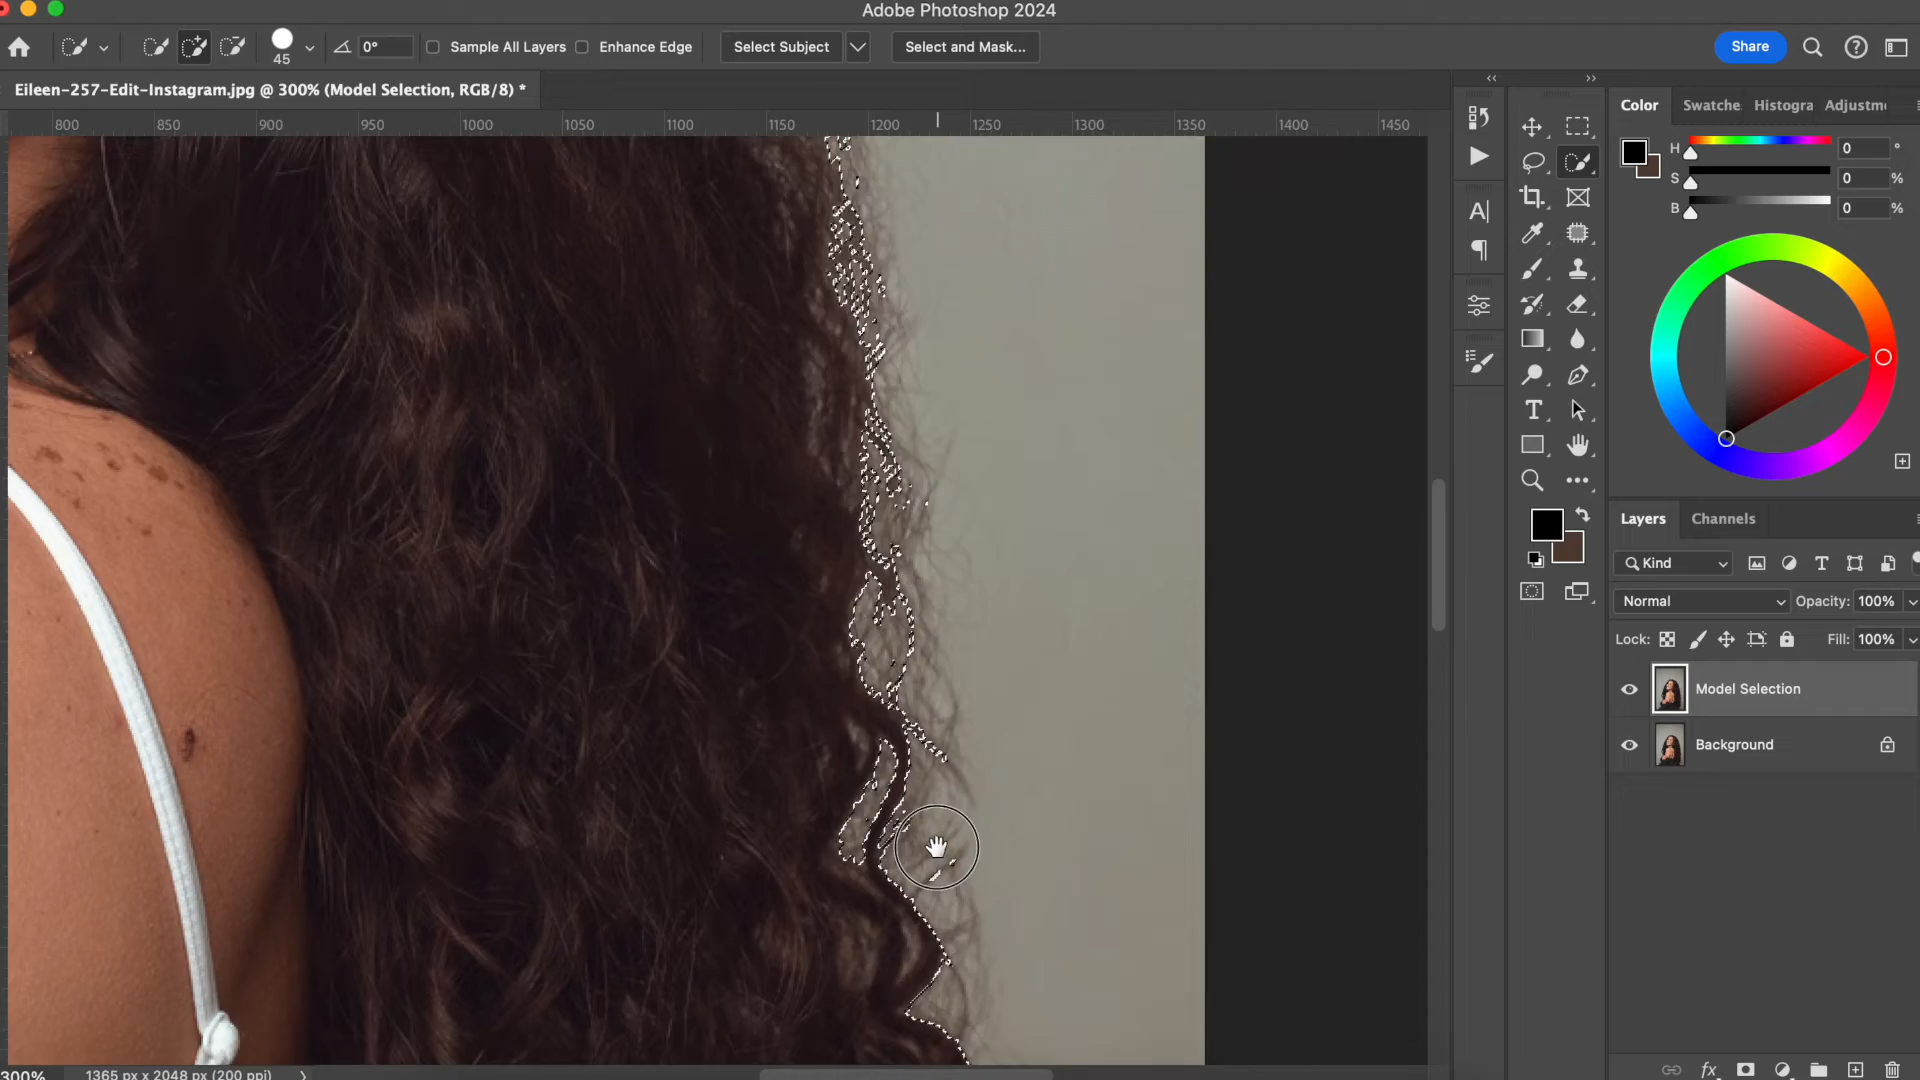 Adobe Photoshop 2024
45
0°
Sample All Layers
Enhance Edge
Select Subject
Select and Mask...
Share
Eileen-257-Edit-Instagram.jpg @ 300% (Model Selection, RGB/8) *
800 850 900 950 1000 1050 1100 1150 1200 1250 1300 1350 1400 1450
Color Swatche Histogra Adjustm
H 0 °
S 0 %
B 0 %
Layers Channels
Kind
Normal Opacity: 100%
Lock: Fill: 100%
Model Selection
Background
fx
300% 1365 px x 2048 px (200 ppi)